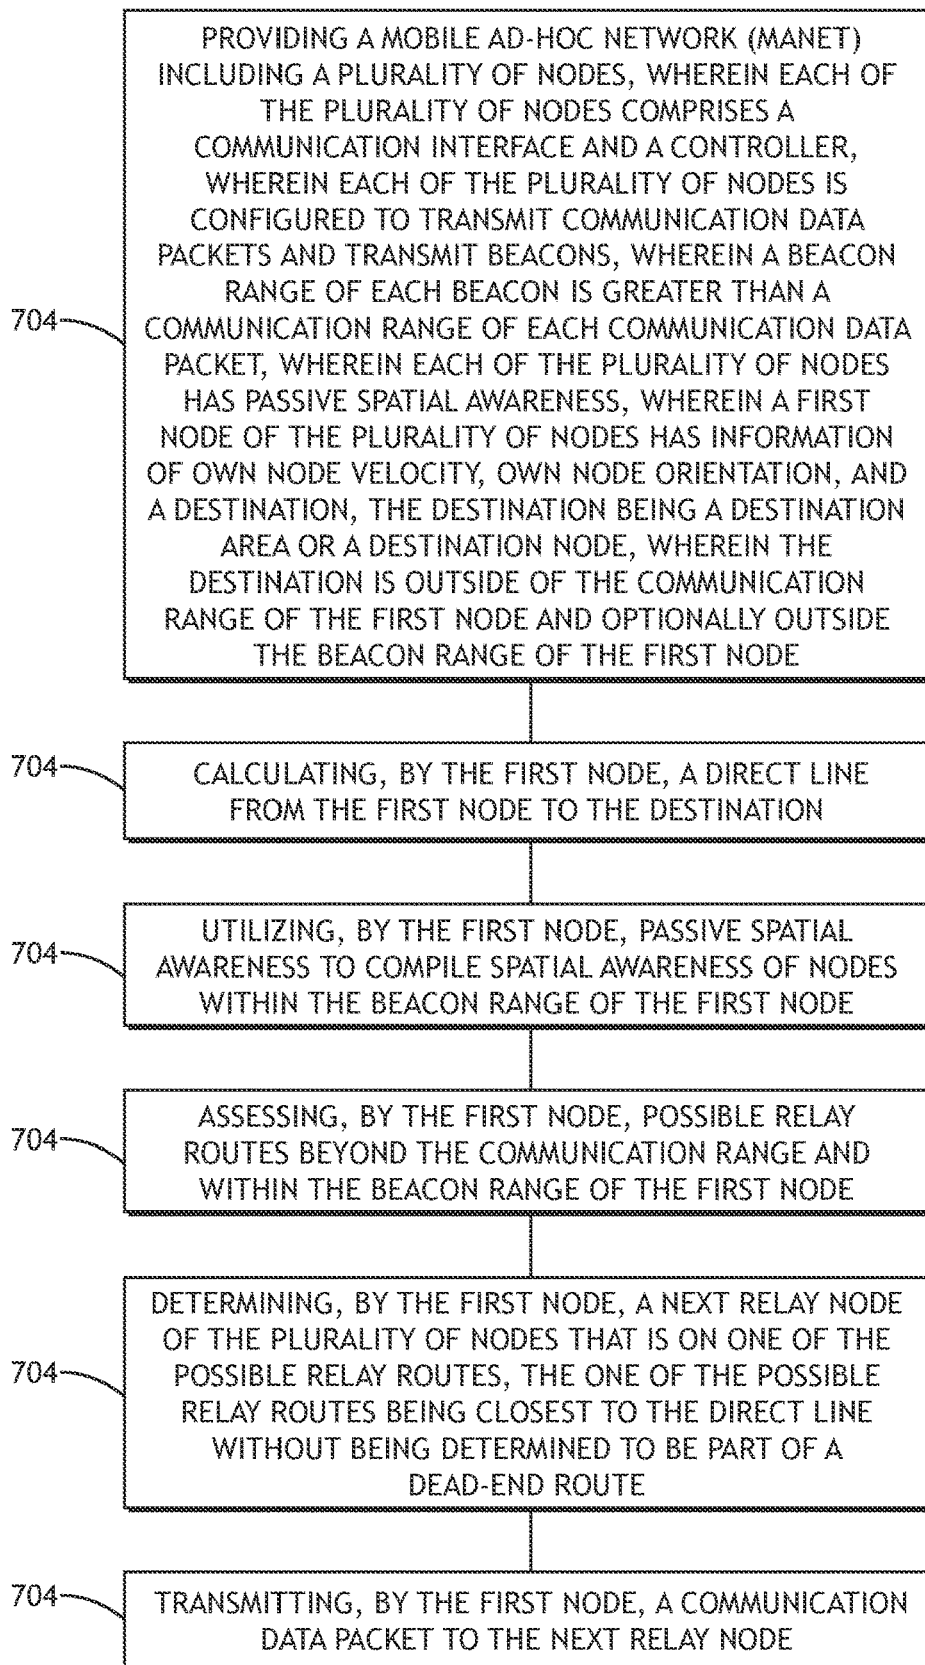 PROVIDING A MOBILE AD-HOC NETWORK (MANET)
INCLUDING A PLURALITY OF NODES, WHEREIN EACH OF
THE PLURALITY OF NODES COMPRISES A
COMMUNICATION INTERFACE AND A CONTROLLER,
WHEREIN EACH OF THE PLURALITY OF NODES IS
CONFIGURED TO TRANSMIT COMMUNICATION DATA
PACKETS AND TRANSMIT BEACONS, WHEREIN A BEACON
RANGE OF EACH BEACON IS GREATER THAN A
704
COMMUNICATION RANGE OF EACH COMMUNICATION DATA
PACKET, WHEREIN EACH OF THE PLURALITY OF NODES
HAS PASSIVE SPATIAL AWARENESS, WHEREIN A FIRST
NODE OF THE PLURALITY OF NODES HAS INFORMATION
OF OWN NODE VELOCITY, OWN NODE ORIENTATION, AND
A DESTINATION, THE DESTINATION BEING A DESTINATION
AREA OR A DESTINATION NODE, WHEREIN THE
DESTINATION IS OUTSIDE OF THE COMMUNICATION
RANGE OF THE FIRST NODE AND OPTIONALLY OUTSIDE
THE BEACON RANGE OF THE FIRST NODE
704
CALCULATING, BY THE FIRST NODE, A DIRECT LINE
FROM THE FIRST NODE TO THE DESTINATION
704
UTILIZING, BY THE FIRST NODE, PASSIVE SPATIAL
AWARENESS TO COMPILE SPATIAL AWARENESS OF NODES
WITHIN THE BEACON RANGE OF THE FIRST NODE
704
ASSESSING, BY THE FIRST NODE, POSSIBLE RELAY
ROUTES BEYOND THE COMMUNICATION RANGE AND
WITHIN THE BEACON RANGE OF THE FIRST NODE
704
DETERMINING, BY THE FIRST NODE, A NEXT RELAY NODE
OF THE PLURALITY OF NODES THAT IS ON ONE OF THE
POSSIBLE RELAY ROUTES, THE ONE OF THE POSSIBLE
RELAY ROUTES BEING CLOSEST TO THE DIRECT LINE
WITHOUT BEING DETERMINED TO BE PART OF A
DEAD-END ROUTE
704
TRANSMITTING, BY THE FIRST NODE, A COMMUNICATION
DATA PACKET TO THE NEXT RELAY NODE